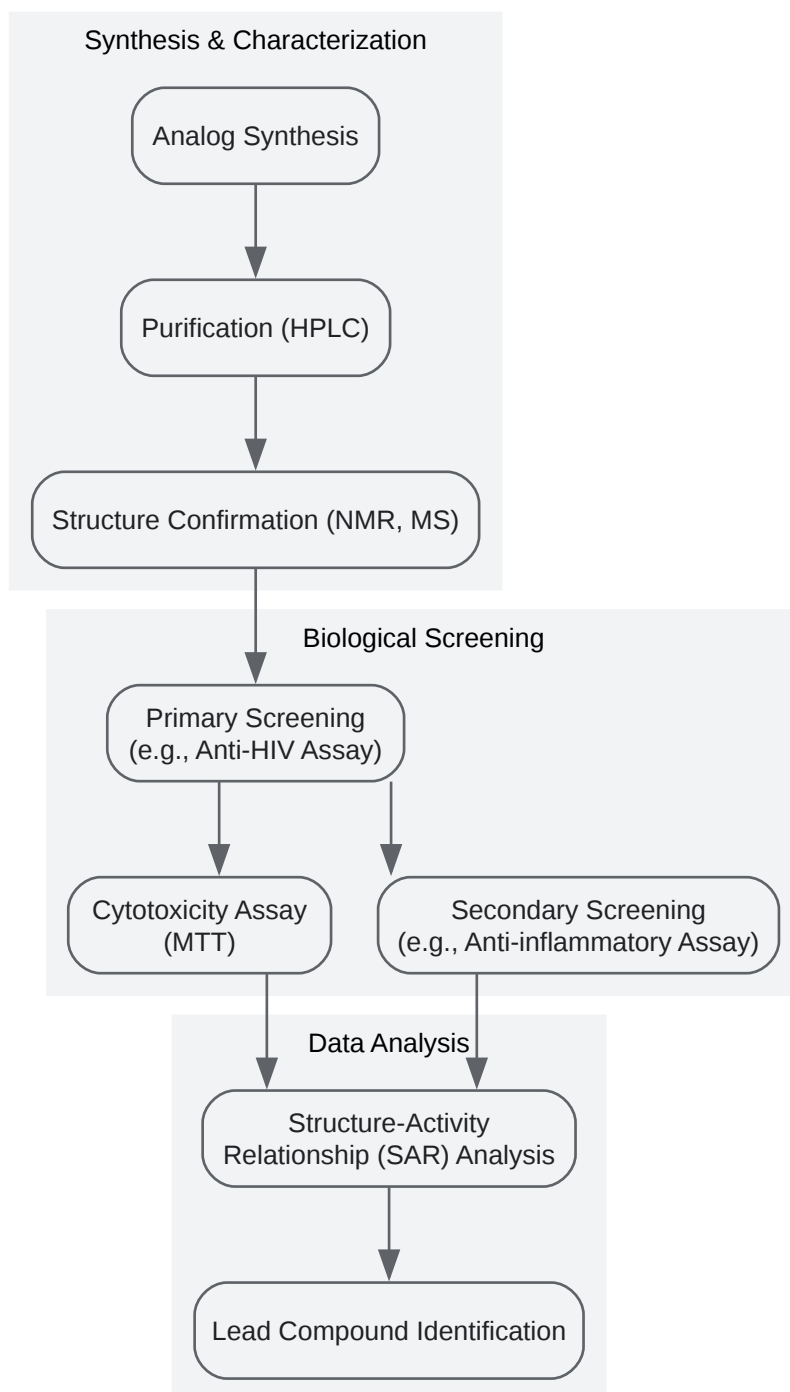 Synthesis & Characterization
Analog Synthesis
Purification (HPLC)
Structure Confirmation (NMR, MS)
Biological Screening
Primary Screening
(e.g., Anti-HIV Assay)
Cytotoxicity Assay
(MTT)
Secondary Screening
(e.g., Anti-inflammatory Assay)
Data Analysis
Structure-Activity
Relationship (SAR) Analysis
Lead Compound Identification